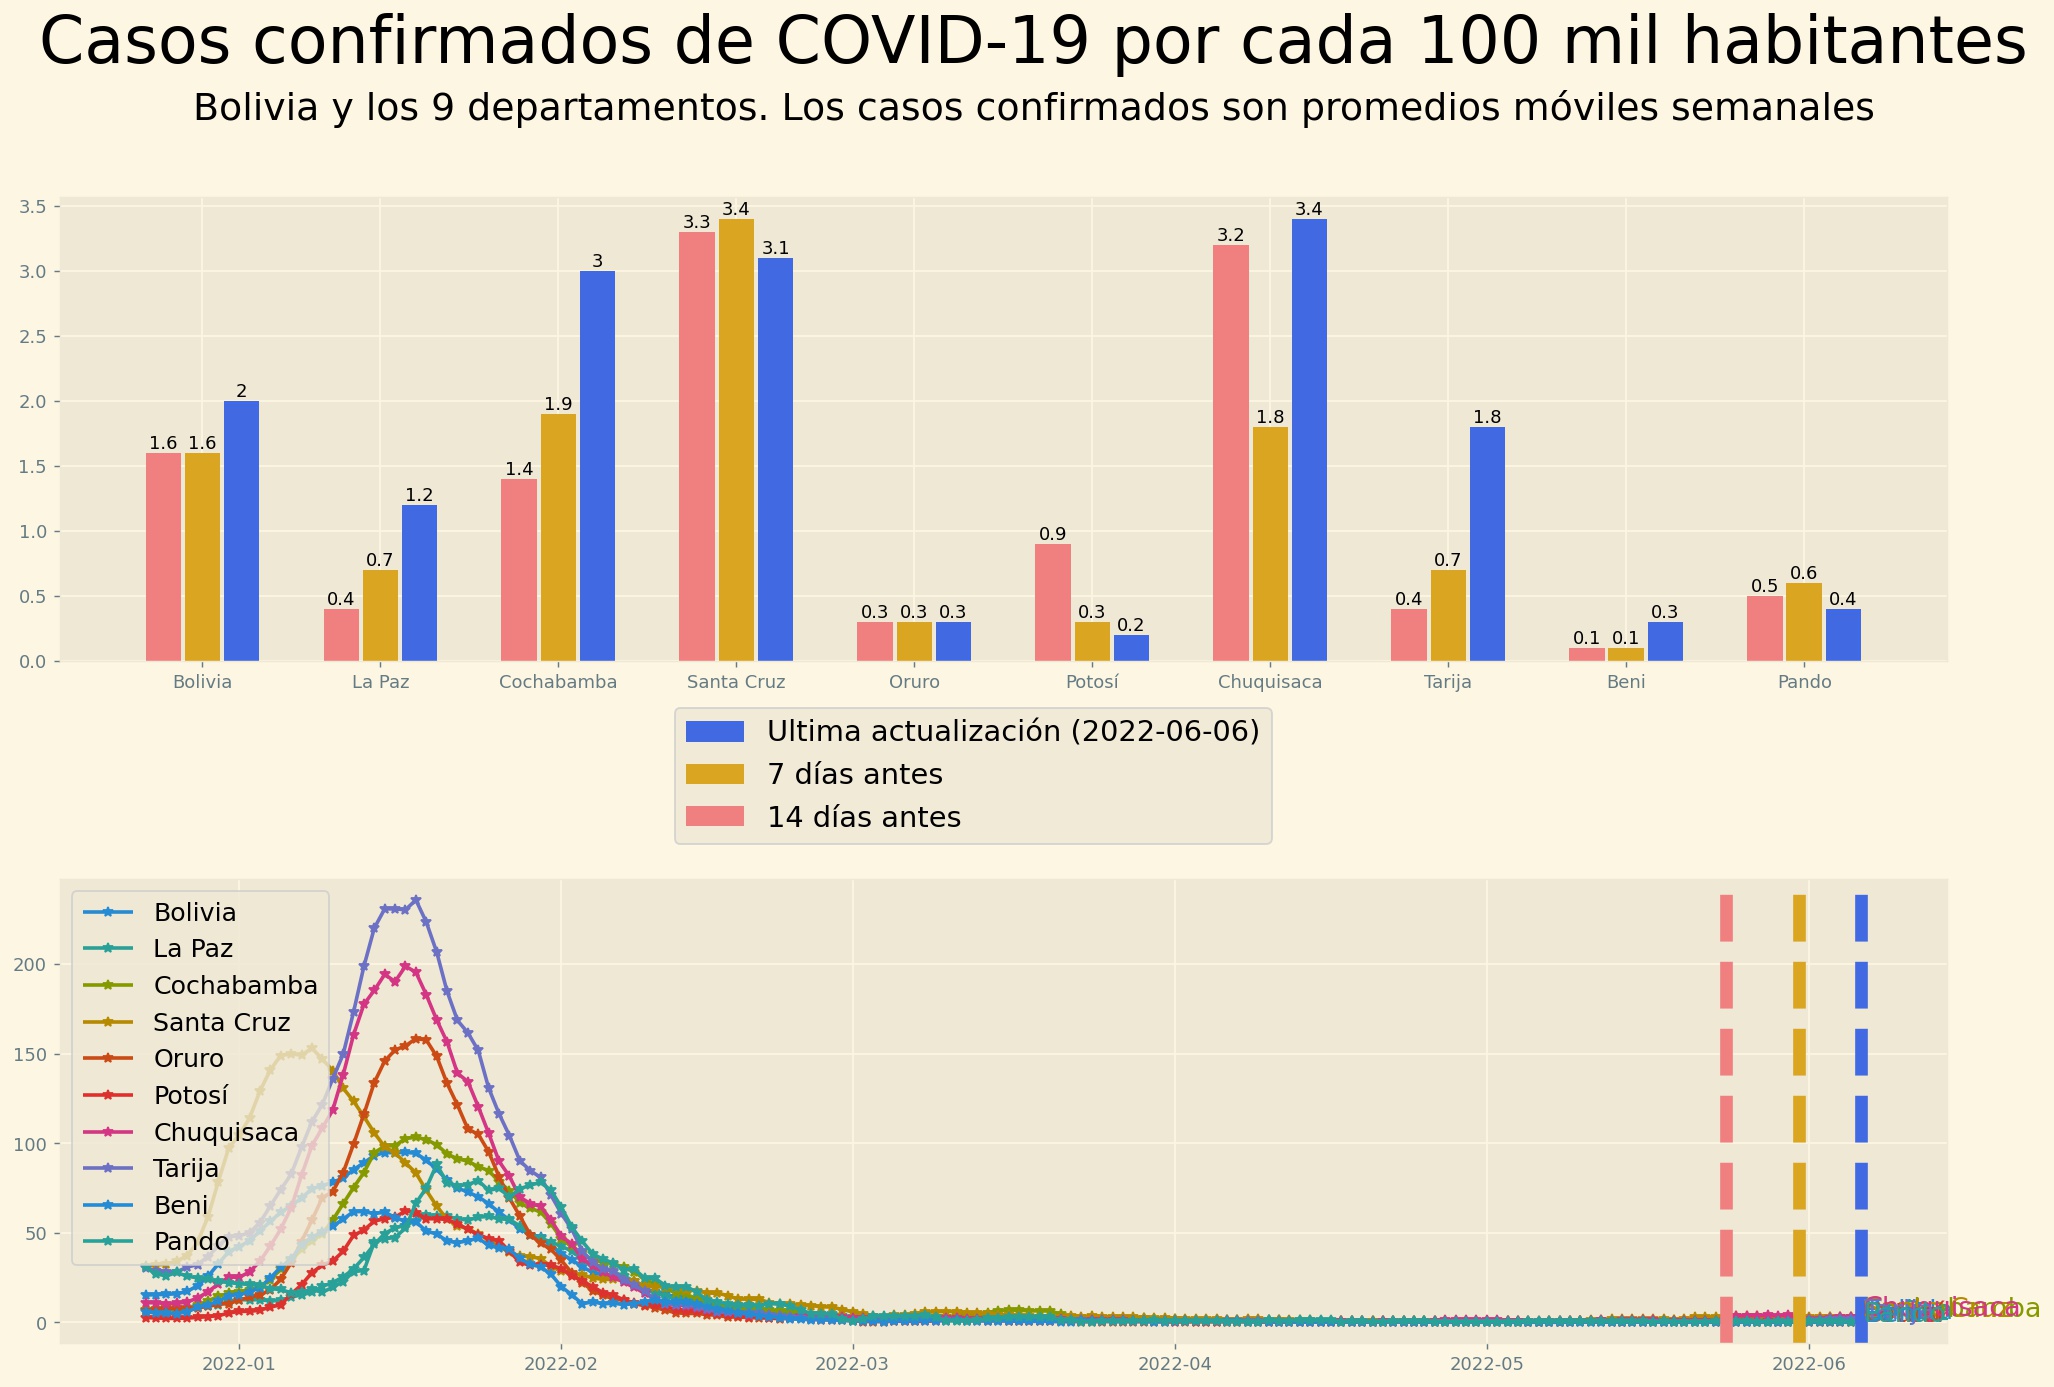 Casos confirmados de COVID-19 por cada 100 mil habitantes
Bolivia y los 9 departamentos. Los casos confirmados son promedios móviles semanales
3.5
3.0
2.5
2.0
1.5
1.0
0.5
0.0
1.6 1.6 2
0.4 0.7 1.2
1.4 1.9 3
3.3 3.4 3.1
0.3 0.3 0.3
0.9 0.3 0.2
3.2 1.8 3.4
0.4 0.7 1.8
0.1 0.1 0.3
0.5 0.6 0.4
Bolivia La Paz Cochabamba Santa Cruz Oruro Potosí Chuquisaca Tarija Beni Pando
Ultima actualización (2022-06-06)
7 días antes
14 días antes
Bolivia
La Paz
Cochabamba
Santa Cruz
Oruro
Potosí
Chuquisaca
Tarija
Beni
Pando
200
150
100
50
0
Chuquisaca
2022-01 2022-02 2022-03 2022-04 2022-05 2022-06